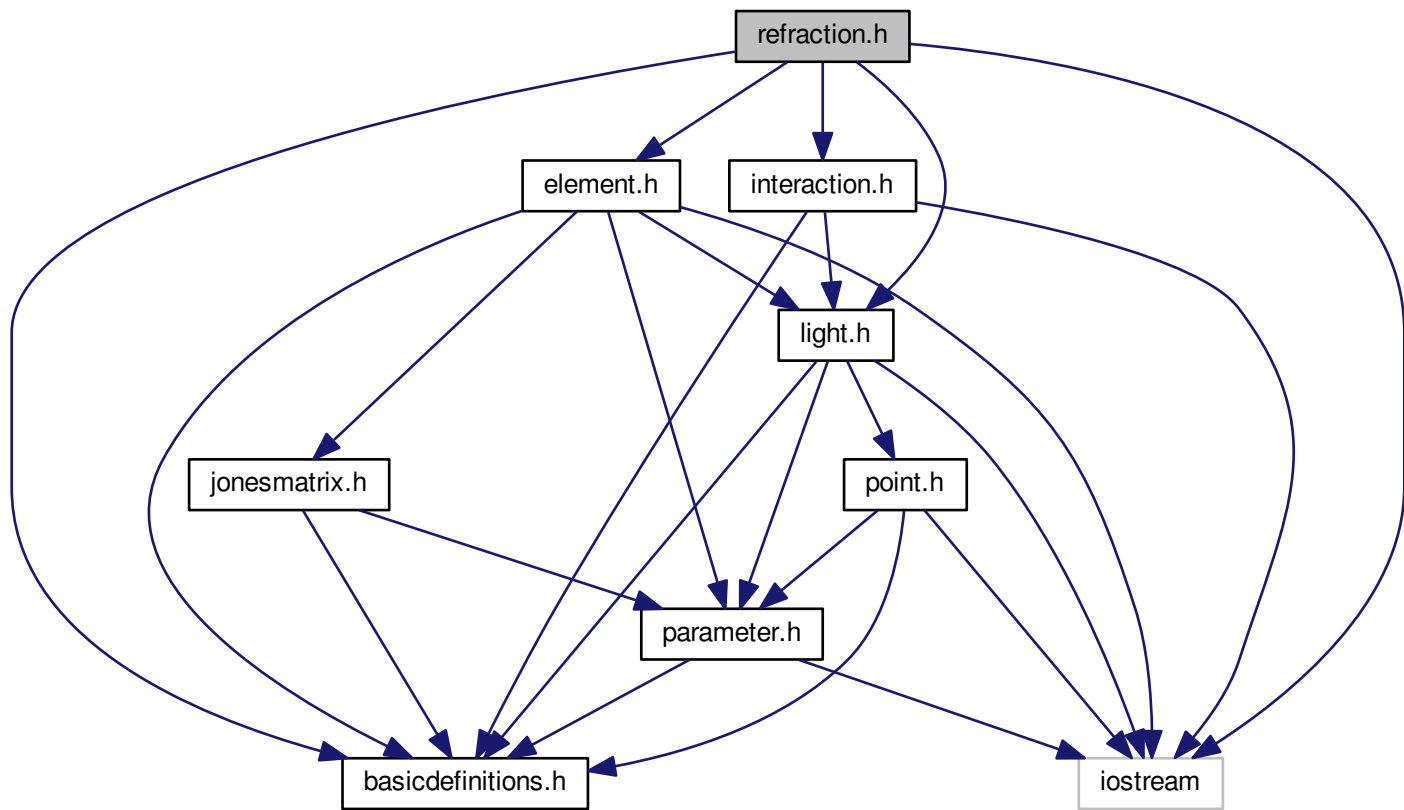 refraction.h
element.h
interaction.h
light.h
jonesmatrix.h
point.h
parameter.h
basicdefinitions.h
iostream